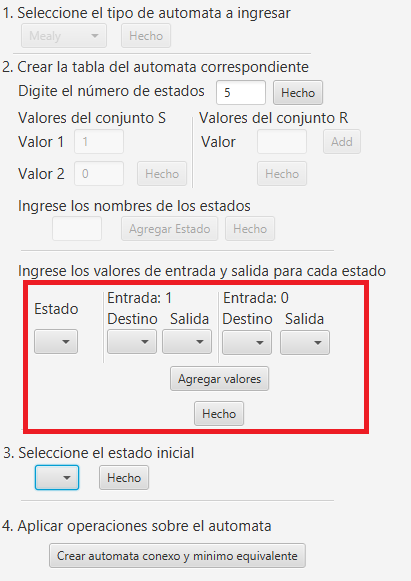 1. Seleccione el tipo de automata a ingresar
Mealy Hecho
2. Crear la tabla del automata correspondiente
Digite el número de estados 5 Hecho
Valores del conjunto S Valores del conjunto R
Valor 1 1 Valor Add
Valor 2 0 Hecho Hecho
Ingrese los nombres de los estados
Agregar Estado Hecho
Ingrese los valores de entrada y salida para cada estado
Estado Entrada: 1 Entrada: 0
Destino Salida Destino Salida
Agregar valores
Hecho
3. Seleccione el estado inicial
Hecho
4. Aplicar operaciones sobre el automata
Crear automata conexo y minimo equivalente